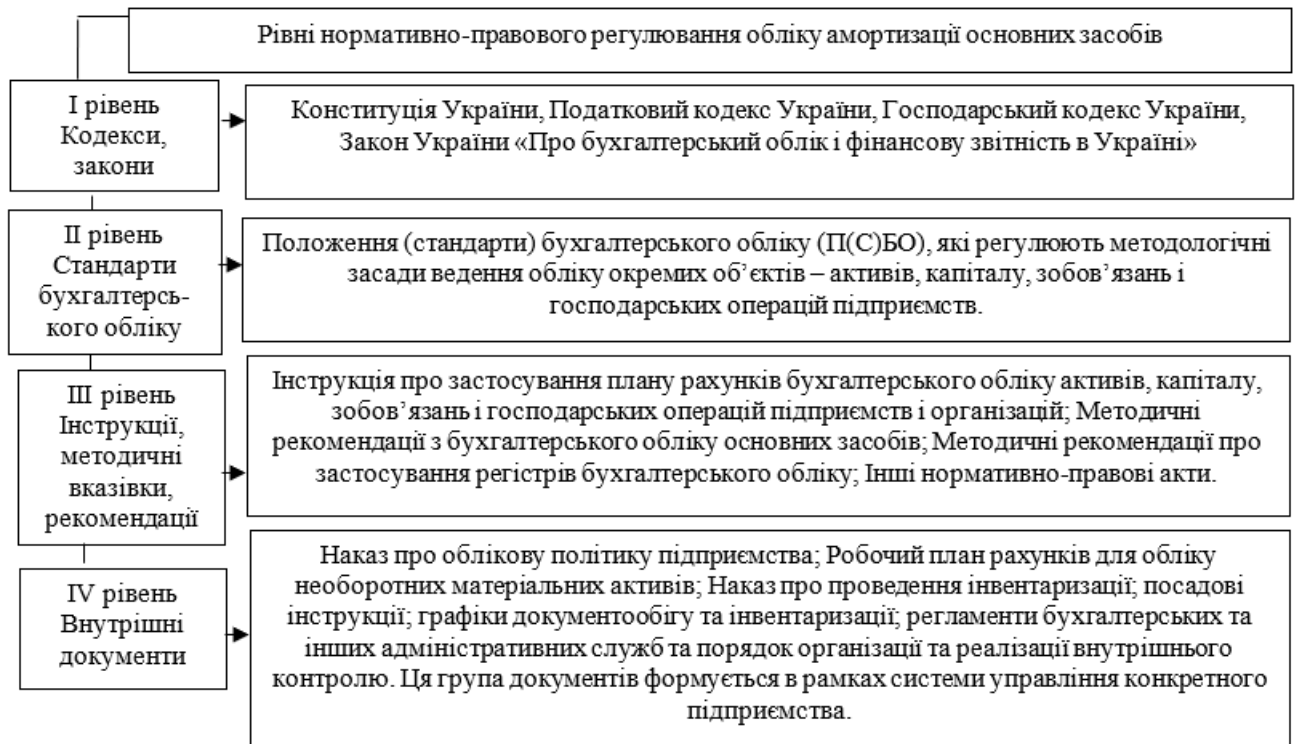 Рівні нормативно-правового регулювання обліку амортизації основних засобів
І рівень
Кодекси,
закони
Конституція України, Податковий кодекс України, Господарський кодекс України,
Закон України «Про бухгалтерський облік і фінансову звітність в Україні»
ІІ рівень
Стандарти
бухгалтерсь-
кого обліку
Положення (стандарти) бухгалтерського обліку (П(С)БО), які регулюють методологічні
засади ведення обліку окремих об’єктів – активів, капіталу, зобов’язань і
господарських операцій підприємств.
ІІІ рівень
Інструкції,
методичні
вказівки,
рекомендації
Інструкція про застосування плану рахунків бухгалтерського обліку активів, капіталу,
зобов’язань і господарських операцій підприємств і організацій; Методичні
рекомендації з бухгалтерського обліку основних засобів; Методичні рекомендації про
застосування регістрів бухгалтерського обліку; Інші нормативно-правові акти.
IV рівень
Внутрішні
документи
Наказ про облікову політику підприємства; Робочий план рахунків для обліку
необоротних матеріальних активів; Наказ про проведення інвентаризації; посадові
інструкції; графіки документообігу та інвентаризації; регламенти бухгалтерських та
інших адміністративних служб та порядок організації та реалізації внутрішнього
контролю. Ця група документів формується в рамках системи управління конкретного
підприємства.